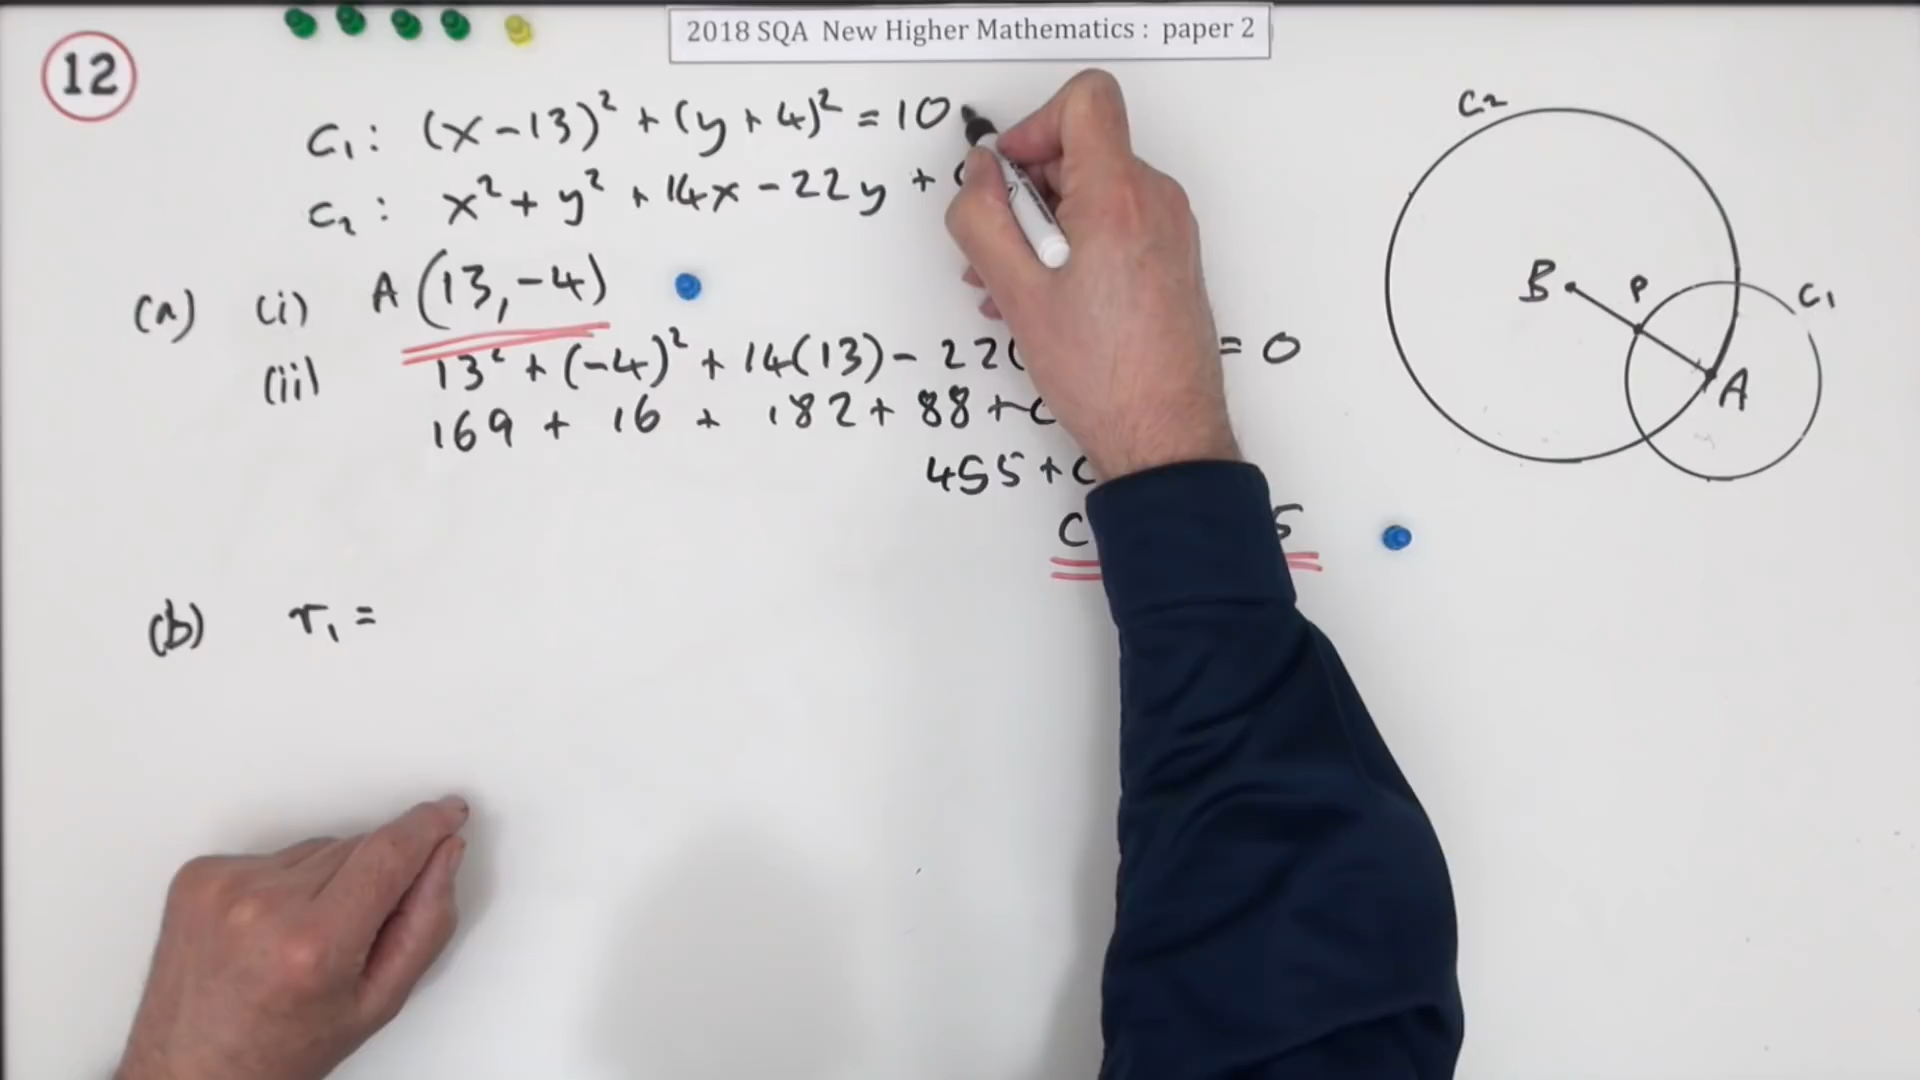 2018 SQA New Higher Mathematics : paper 2
12
C₁ : (x-13)² + (y+4)² = 10
C₂ : x² + y² + 14x - 22y +
(a) (i) A (13,-4)
(ii) 13² + (-4)² + 14(13) - 22( = 0
169 + 16 + 182 + 88 + C
455 + C
C 5
(b) r₁ =
C₂
B
P
C₁
A